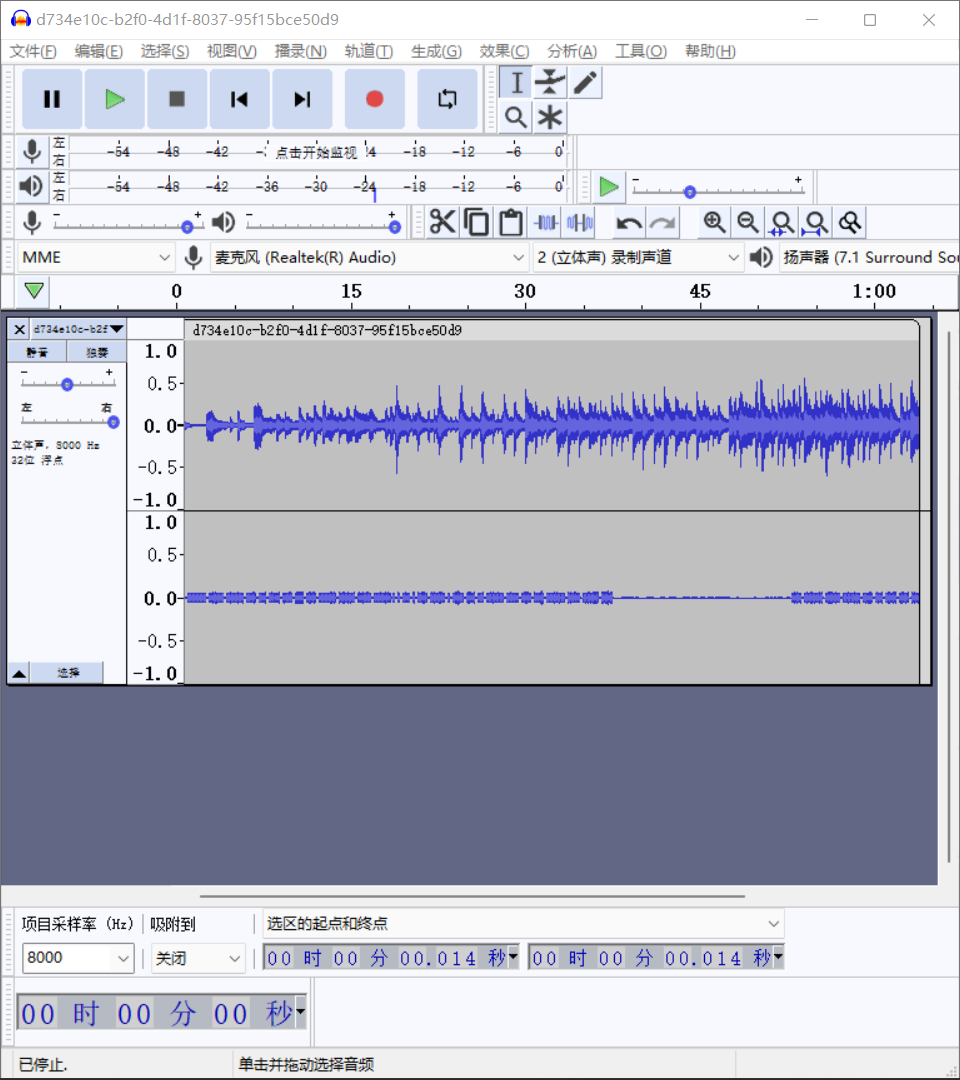 d734e10c-b2f0-4d1f-8037-95f15bce50d9
文件(F) 编辑(E) 选择(S) 视图(V) 播录(N) 轨道(T) 生成(G) 效果(C) 分析(A) 工具(O) 帮助(H)
左 右 -54 -48 -42 点击开始监视 -18 -12 -6 0
左 右 -54 -48 -42 -36 -30 -24 -18 -12 -6 0 - +
- + - +
MME 麦克风 (Realtek(R) Audio) 2 (立体声) 录制声道 扬声器 (7.1 Surround Sou
0 15 30 45 1:00
d734e10c-b2f d734e10c-b2f0-4d1f-8037-95f15bce50d9
静音 独奏
- +
左 右
立体声, 8000 Hz
32位 浮点
1.0
0.5
0.0
-0.5
-1.0
1.0
0.5
0.0
-0.5
-1.0
选择
项目采样率 (Hz) 吸附到 选区的起点和终点
8000 关闭 00 时 00 分 00.014 秒 00 时 00 分 00.014 秒
00 时 00 分 00 秒
已停止. 单击并拖动选择音频